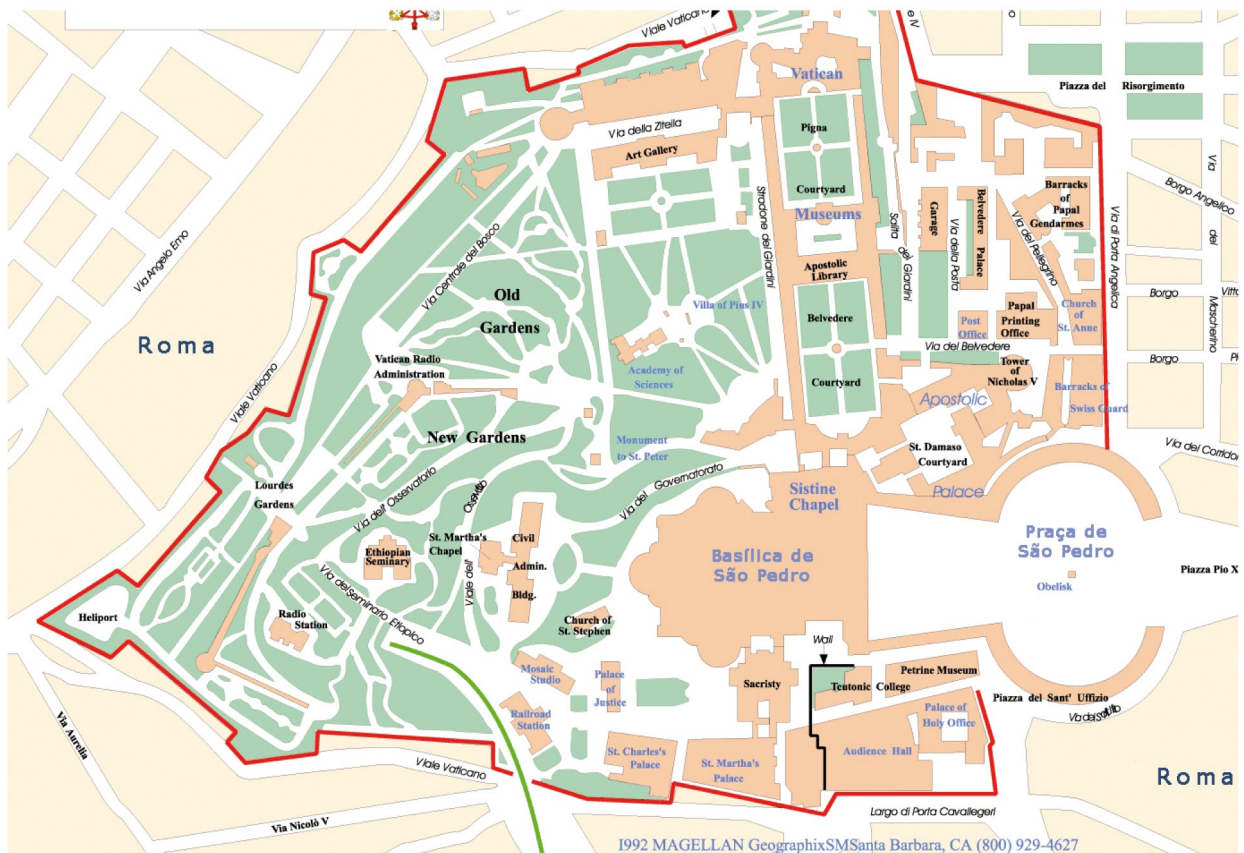 Viale Vaticano
Vatican
Piazza del Risorgimento
Via della Zitella
Pigna
Art Gallery
Courtyard
Museums
Stradone dei Giardini
Salita dei Giardini
Garage
Via della Posta
Belvedere Palace
Via del Pellegrino
Barracks
of
Papal
Gendarmes
Via di Porta Angelica
Borgo Angelico
Via del Mascherino
Via Angelo Emo
Via Centrale del Bosco
Apostolic
Library
Old
Gardens
Villa of Pius IV
Belvedere
Courtyard
Papal
Printing
Office
Post
Office
Church
of
St. Anne
Borgo
Borgo
Via del Belvedere
Roma
Viale Vaticano
Vatican Radio
Administration
Academy of
Sciences
Tower
of
Nicholas V
Barracks of
Swiss Guard
Apostolic
Palace
New Gardens
Monument
to St. Peter
St. Damaso
Courtyard
Lourdes
Gardens
Via dell' Osservatorio
Via del Governatorato
Sistine
Chapel
Praça de
São Pedro
Obelisk
Basílica de
São Pedro
Piazza Pio X
St. Martha's
Chapel
Civil
Admin.
Bldg.
Viale dell'
Ethiopian
Seminary
Via del Seminario Etiopico
Heliport
Radio
Station
Church of
St. Stephen
Wall
Mosaic
Studio
Palace
of
Justice
Sacristy
Teutonic College
Petrine Museum
Piazza del Sant' Uffizio
Railroad
Station
Palace of
Holy Office
St. Charles's
Palace
St. Martha's
Palace
Audience Hall
Via Aurelia
Viale Vaticano
Via Nicolò V
Largo di Porta Cavallegeri
Roma
1992 MAGELLAN GeographixSMSanta Barbara, CA (800) 929-4627